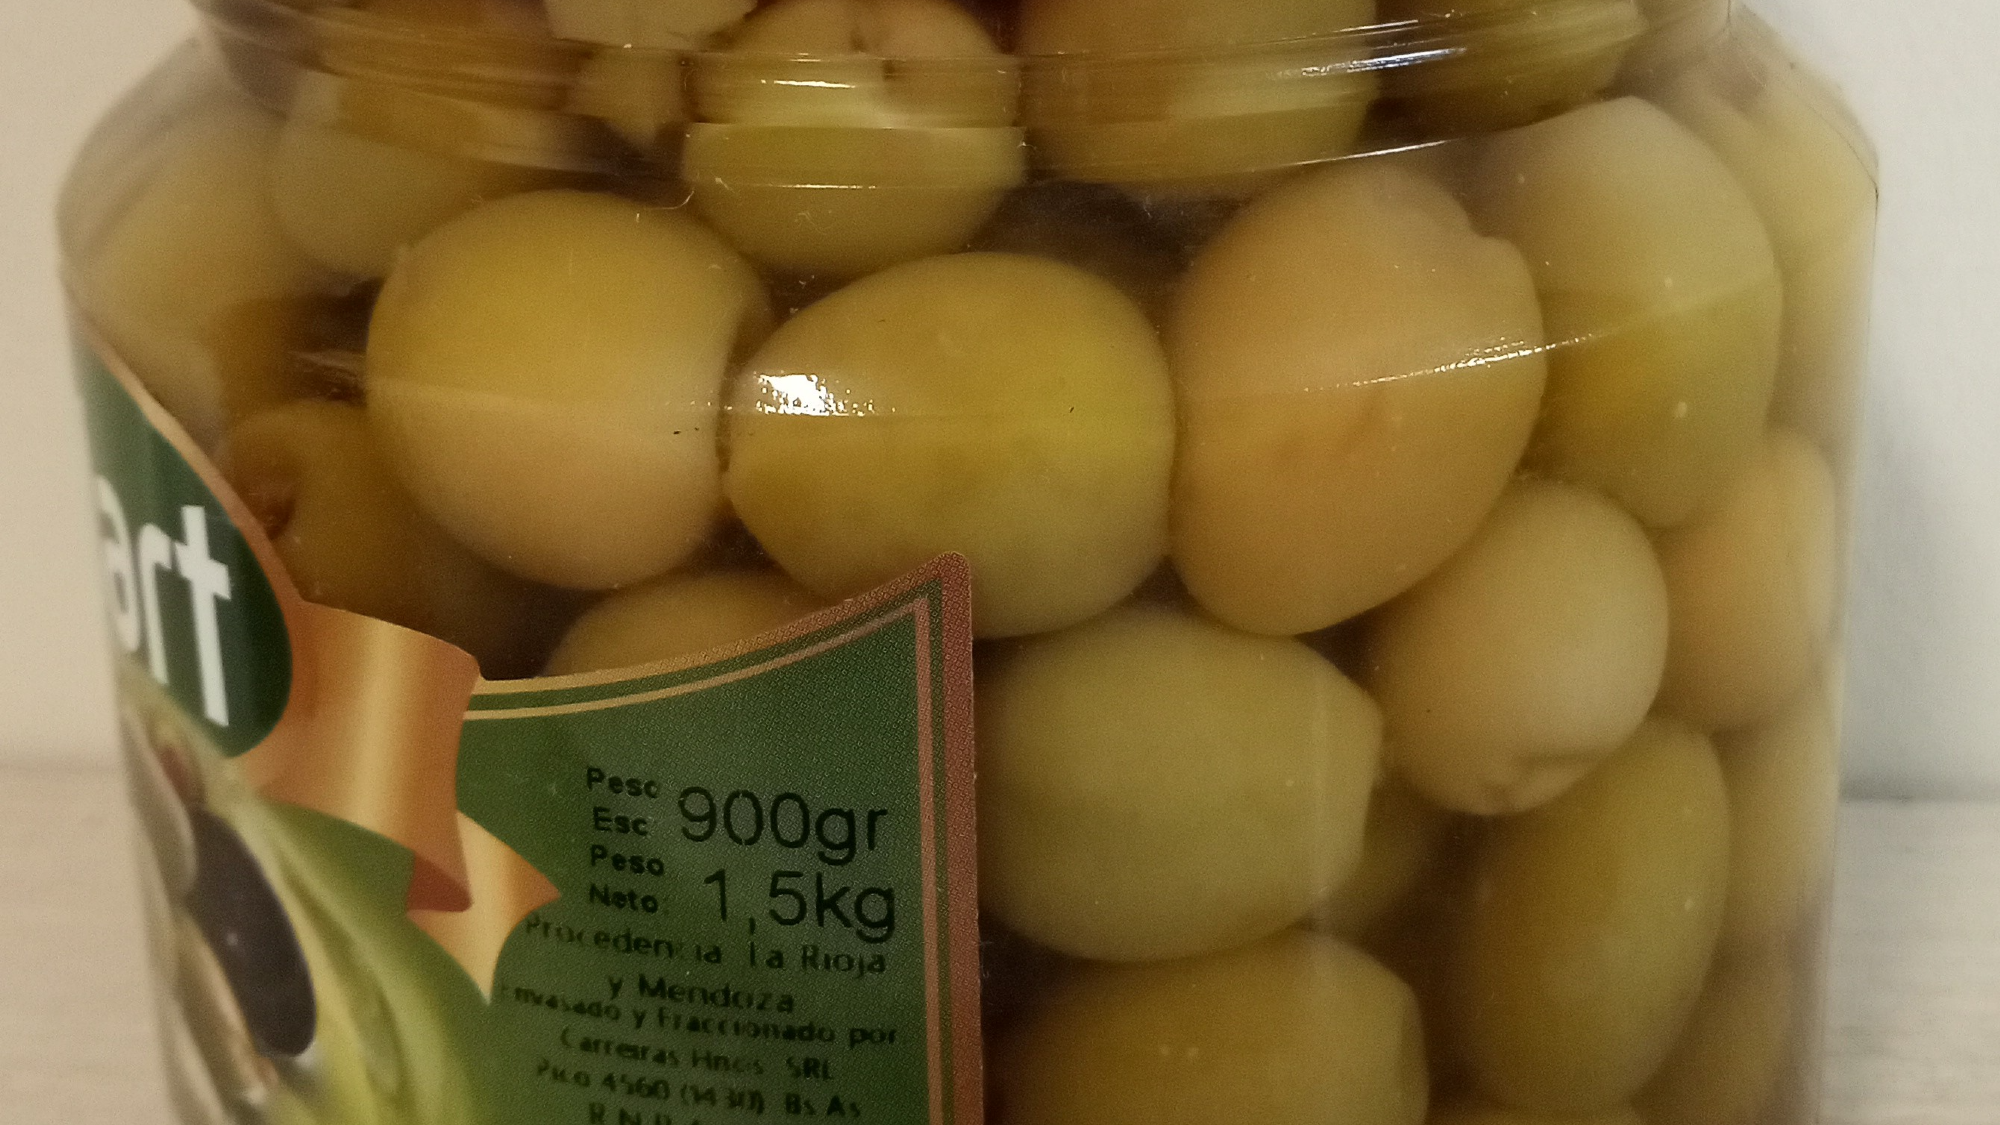 art
Peso
Esc 900gr
Peso
Neto: 1,5kg
Procedencia La Rioja
y Mendoza
Envasado y Fraccionado por
Carreiras Hnos SRL
Pico 4560 (1430) Bs As